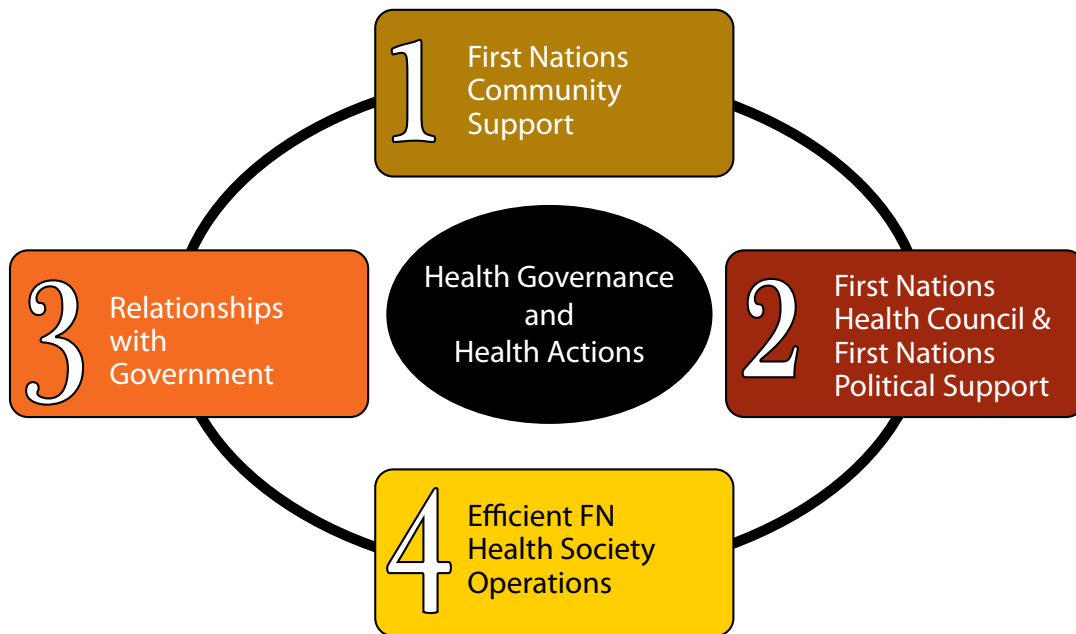 1
First Nations
Community
Support
Health Governance
and
Health Actions
2
First Nations
Health Council &
First Nations
Political Support
3
Relationships
with
Government
4
Efficient FN
Health Society
Operations